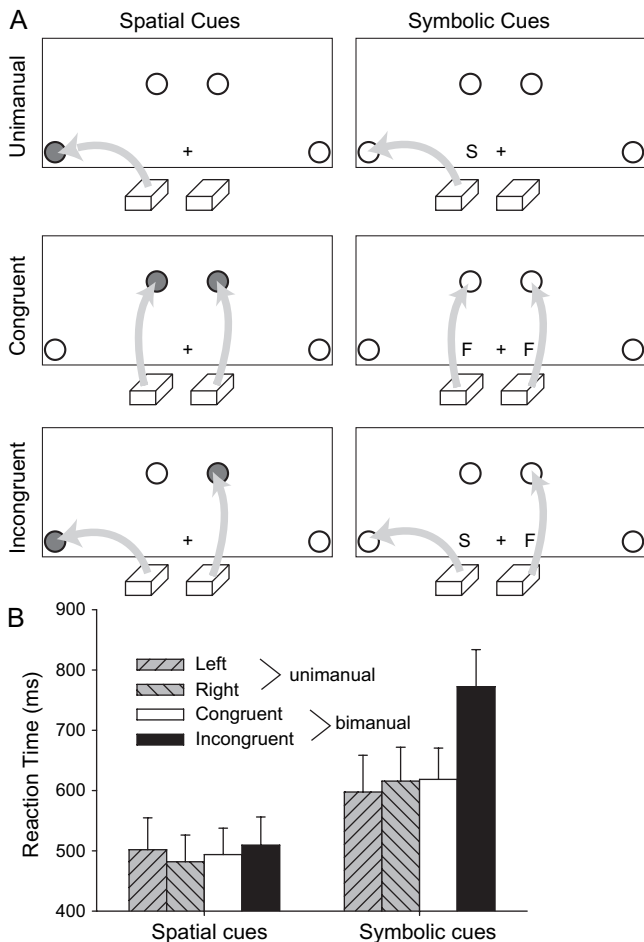 A
Spatial Cues Symbolic Cues
Unimanual
+
S +
Congruent
+
F + F
Incongruent
+
S + F
B
Reaction Time (ms)
900
800
700
600
500
400
Left
Right
unimanual
Congruent
Incongruent
bimanual
Spatial cues Symbolic cues